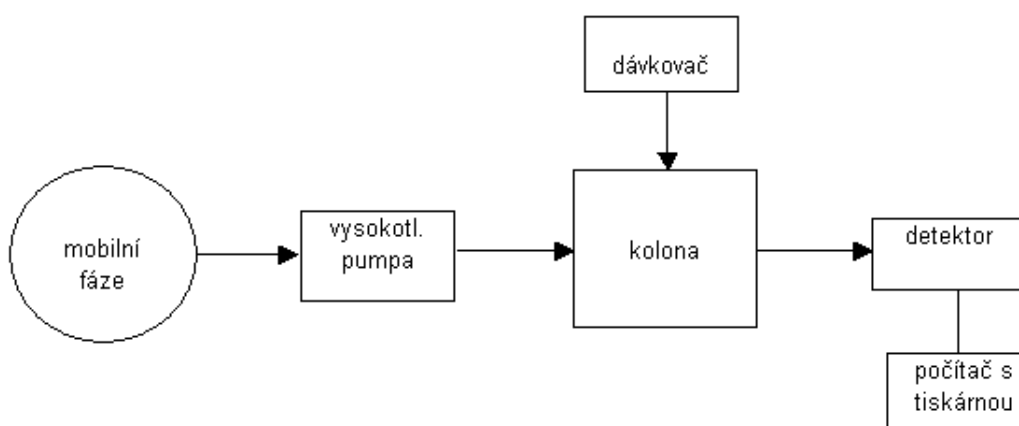 dávkovač
mobilní
fáze
vysokotl.
pumpa
kolona
detektor
počítač s
tiskárnou